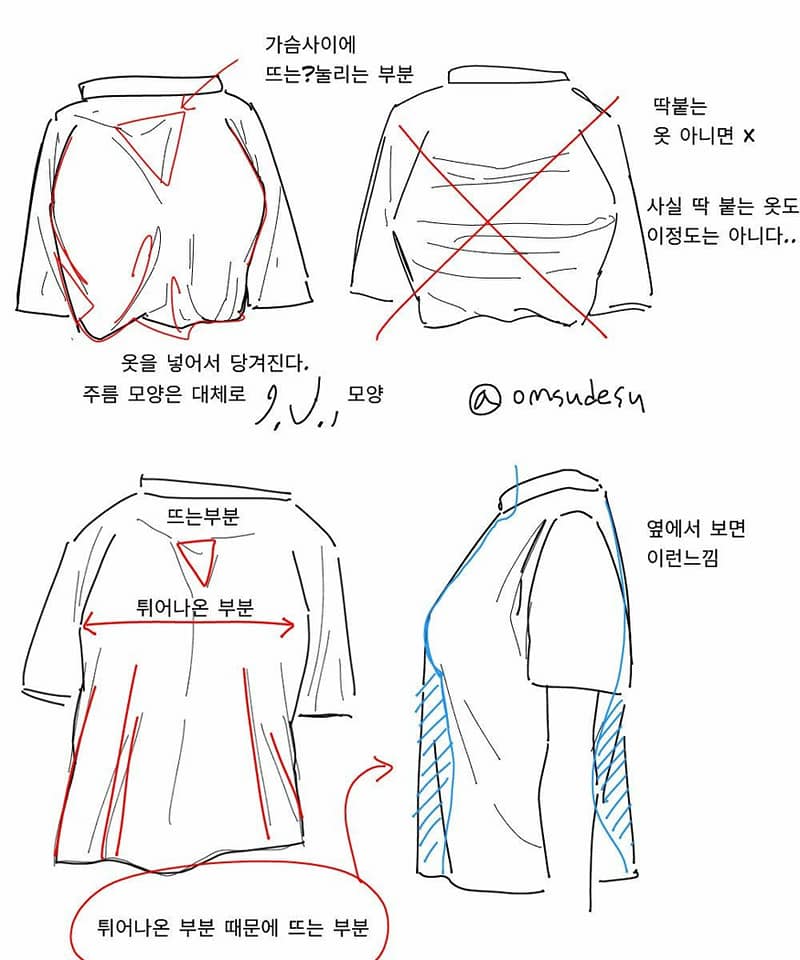 가슴사이에
뜨는?눌리는 부분
딱붙는
옷 아니면 X
사실 딱 붙는 옷도
이정도는 아니다..
옷을 넣어서 당겨진다.
주름 모양은 대체로 모양
@omsudesu
뜨는부분
튀어나온 부분
옆에서 보면
이런느낌
튀어나온 부분 때문에 뜨는 부분